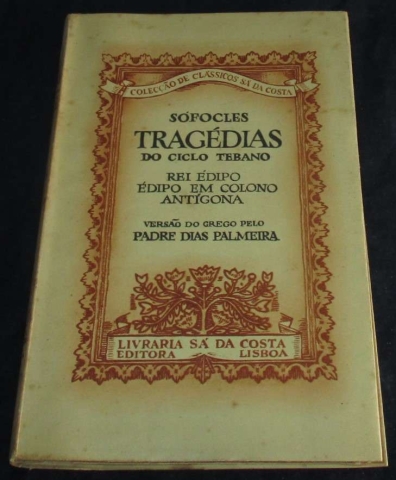 COLECÇÃO DE CLÁSSICOS SÁ DA COSTA
SÓFOCLES
TRAGÉDIAS
DO CICLO TEBANO
REI ÉDIPO
ÉDIPO EM COLONO
ANTÍGONA
VERSÃO DO GREGO PELO
PADRE DIAS PALMEIRA
LIVRARIA SÁ DA COSTA
EDITORA LISBOA